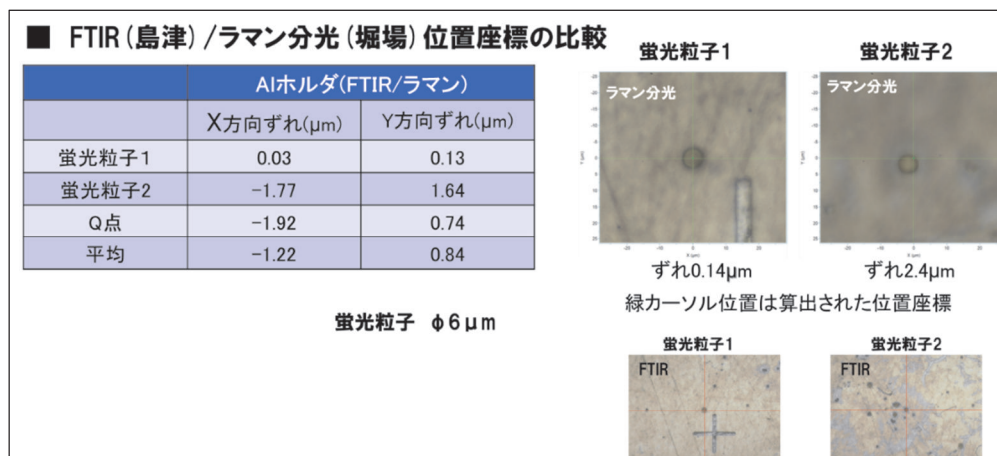 ■ FTIR(島津)/ラマン分光(堀場)位置座標の比較
AIホルダ(FTIR/ラマン)
X方向ずれ(μm) Y方向ずれ(μm)
蛍光粒子1 0.03 0.13
蛍光粒子2 -1.77 1.64
Q点 -1.92 0.74
平均 -1.22 0.84
蛍光粒子 φ6μm
蛍光粒子1 蛍光粒子2
ラマン分光 ラマン分光
ずれ0.14μm ずれ2.4μm
緑カーソル位置は算出された位置座標
蛍光粒子1 蛍光粒子2
FTIR FTIR